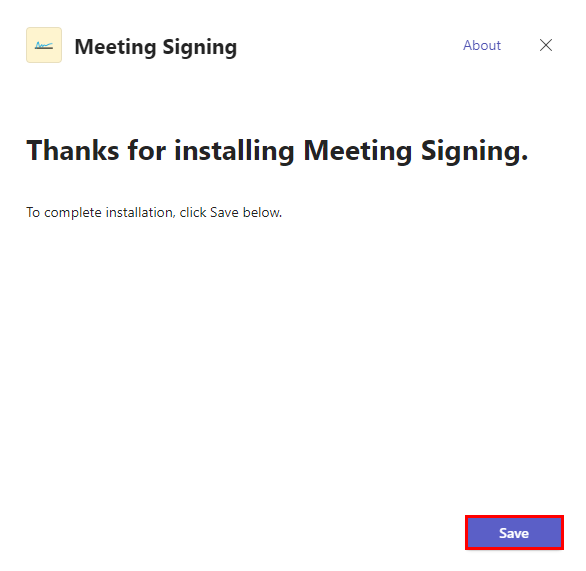 Meeting Signing
About
Thanks for installing Meeting Signing.
To complete installation, click Save below.
Save